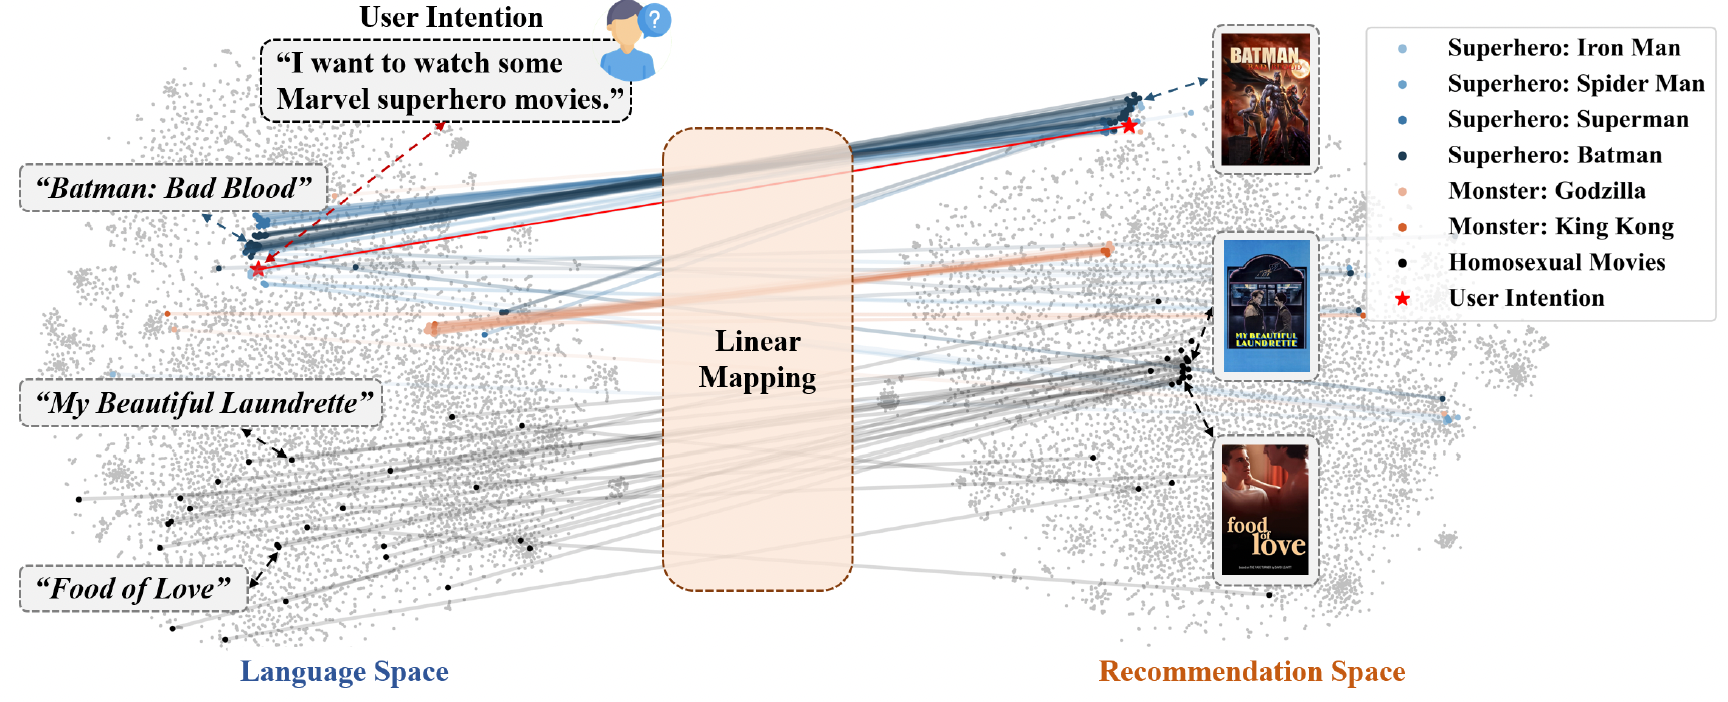 User Intention
“I want to watch some
Marvel superhero movies.”
?
“Batman: Bad Blood”
“My Beautiful Laundrette”
“Food of Love”
Linear
Mapping
Language Space
Recommendation Space
BATMAN
MY BEAUTIFUL
LAUNDRETTE
food
of
love
Superhero: Iron Man
Superhero: Spider Man
Superhero: Superman
Superhero: Batman
Monster: Godzilla
Monster: King Kong
Homosexual Movies
User Intention